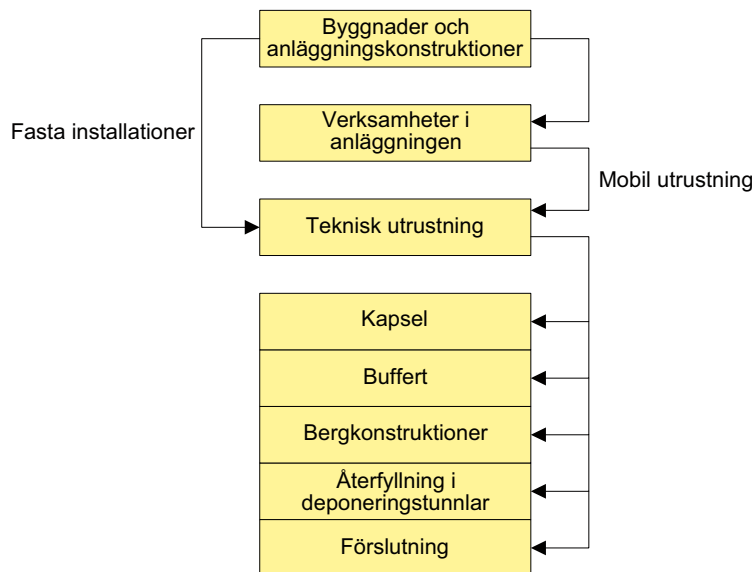 Byggnader och
anläggningskonstruktioner
Fasta installationer
Verksamheter i
anläggningen
Mobil utrustning
Teknisk utrustning
Kapsel
Buffert
Bergkonstruktioner
Återfyllning i
deponeringstunnlar
Förslutning